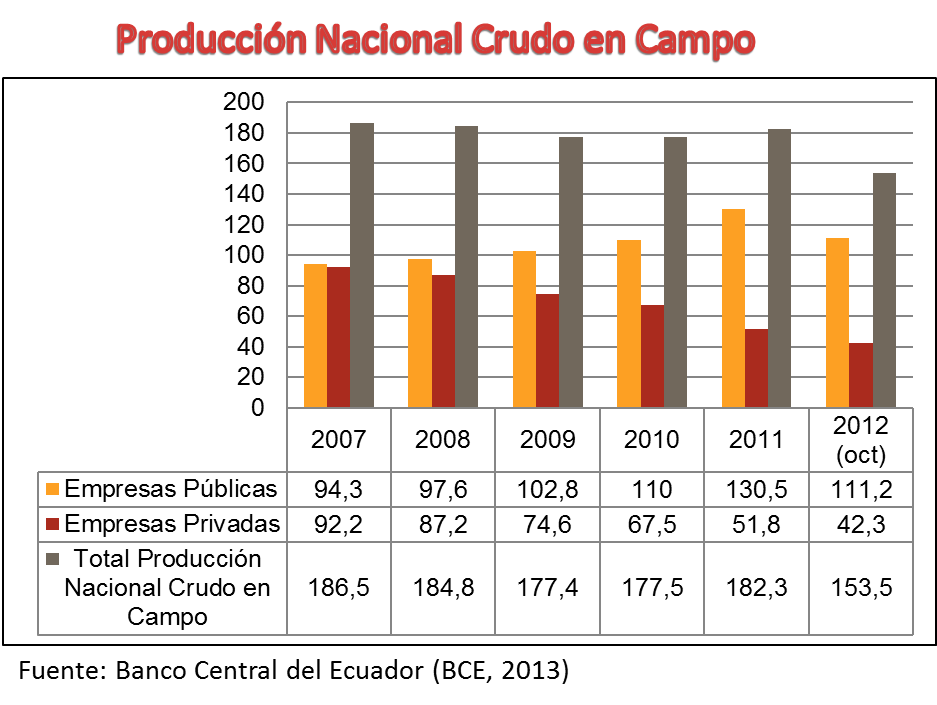 Producción Nacional Crudo en Campo
200
180
160
140
120
100
80
60
40
20
0
2007 2008 2009 2010 2011 2012
(oct)
Empresas Públicas 94,3 97,6 102,8 110 130,5 111,2
Empresas Privadas 92,2 87,2 74,6 67,5 51,8 42,3
Total Producción
Nacional Crudo en 186,5 184,8 177,4 177,5 182,3 153,5
Campo
Fuente: Banco Central del Ecuador (BCE, 2013)